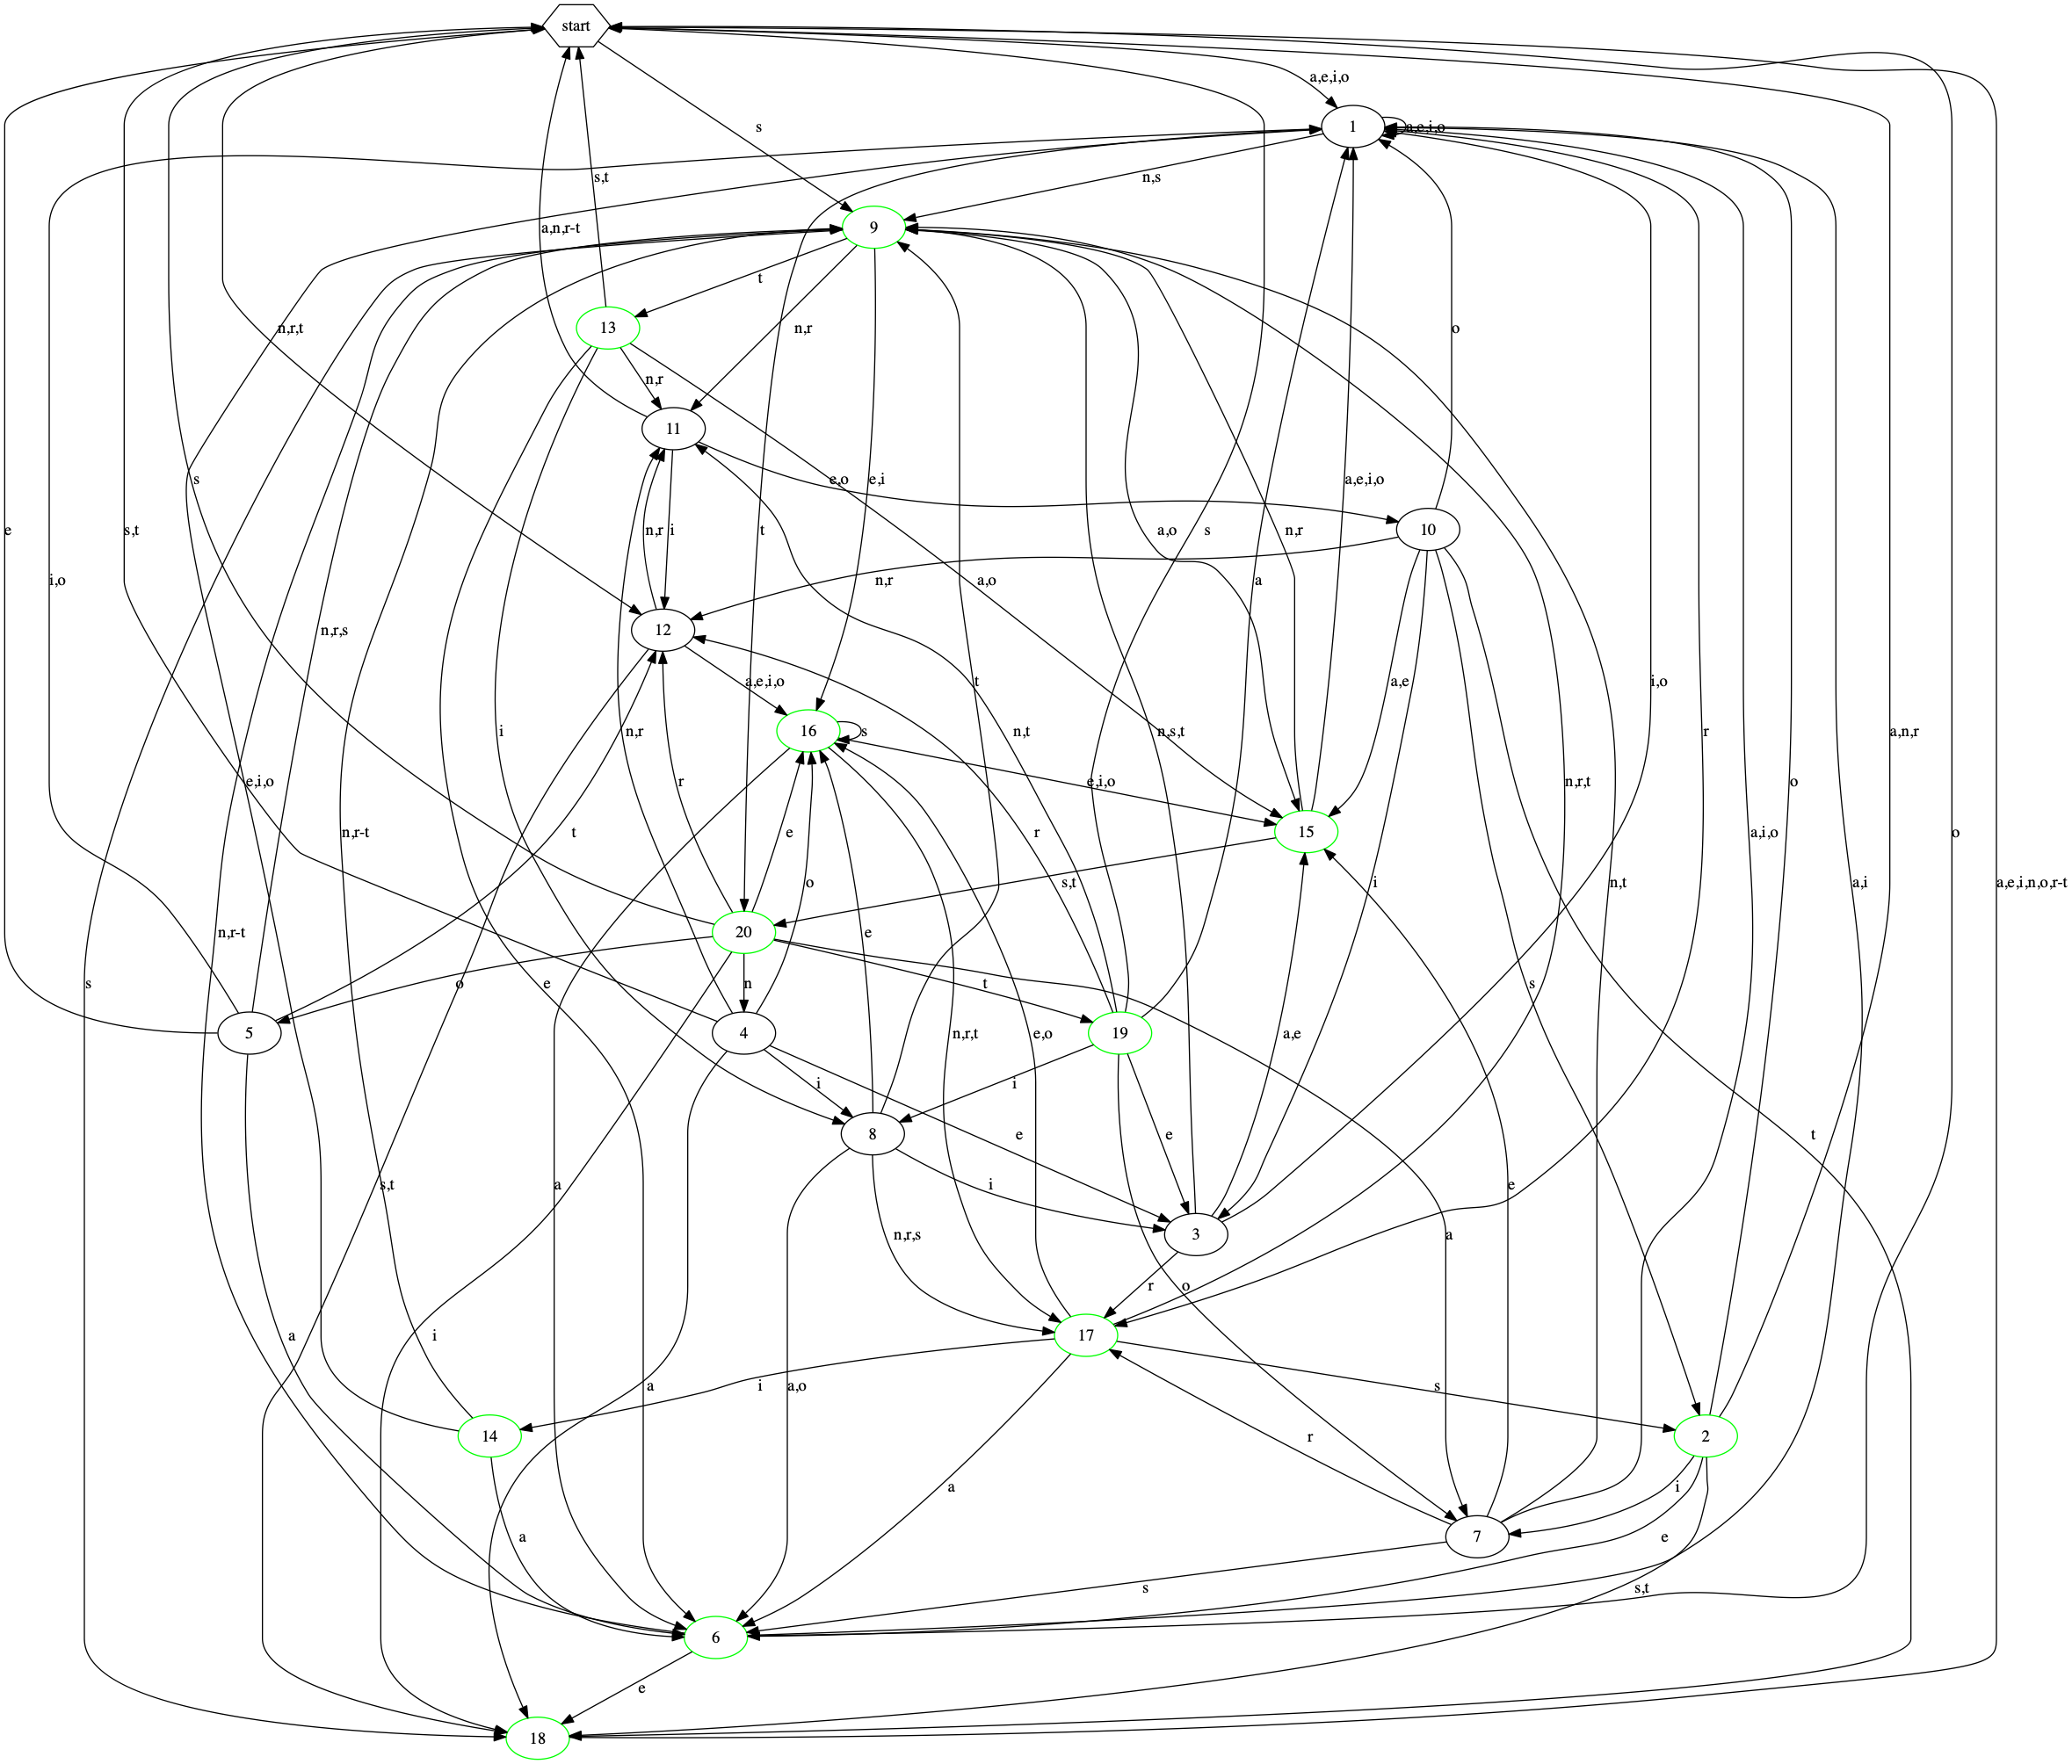 start
a,e,i,o
1
a,e,i,o
s
s,t
n,s
9
a,n,r-t
t
n,r,t
13
n,r
n,r
11
s
e,o
e,i
a,e,i,o
e
s,t
n,r
i
t
a,o
s
n,r
10
o
i,o
a
a,o
n,r
12
n,r,s
t
r
e
a,e,i,o
16
s
n,r
i
t
n,t
n,s,t
a,e
i,o
r
a,n,r
e,i,o
r
e,i,o
n,r,t
o
n,r-t
15
a,i,o
o
a,i
a,e,i,n,o,r-t
i
s,t
n,r-t
o
20
e
s
e
o
n
t
s
5
4
n,r,t
e,o
19
a,e
i
i
e
e
8
t
s,t
a
i
n,r,s
3
a
e
r
o
a
i
a
17
a
a,o
i
s
14
r
2
a
a
i
7
e
s
s,t
6
e
18
n,t